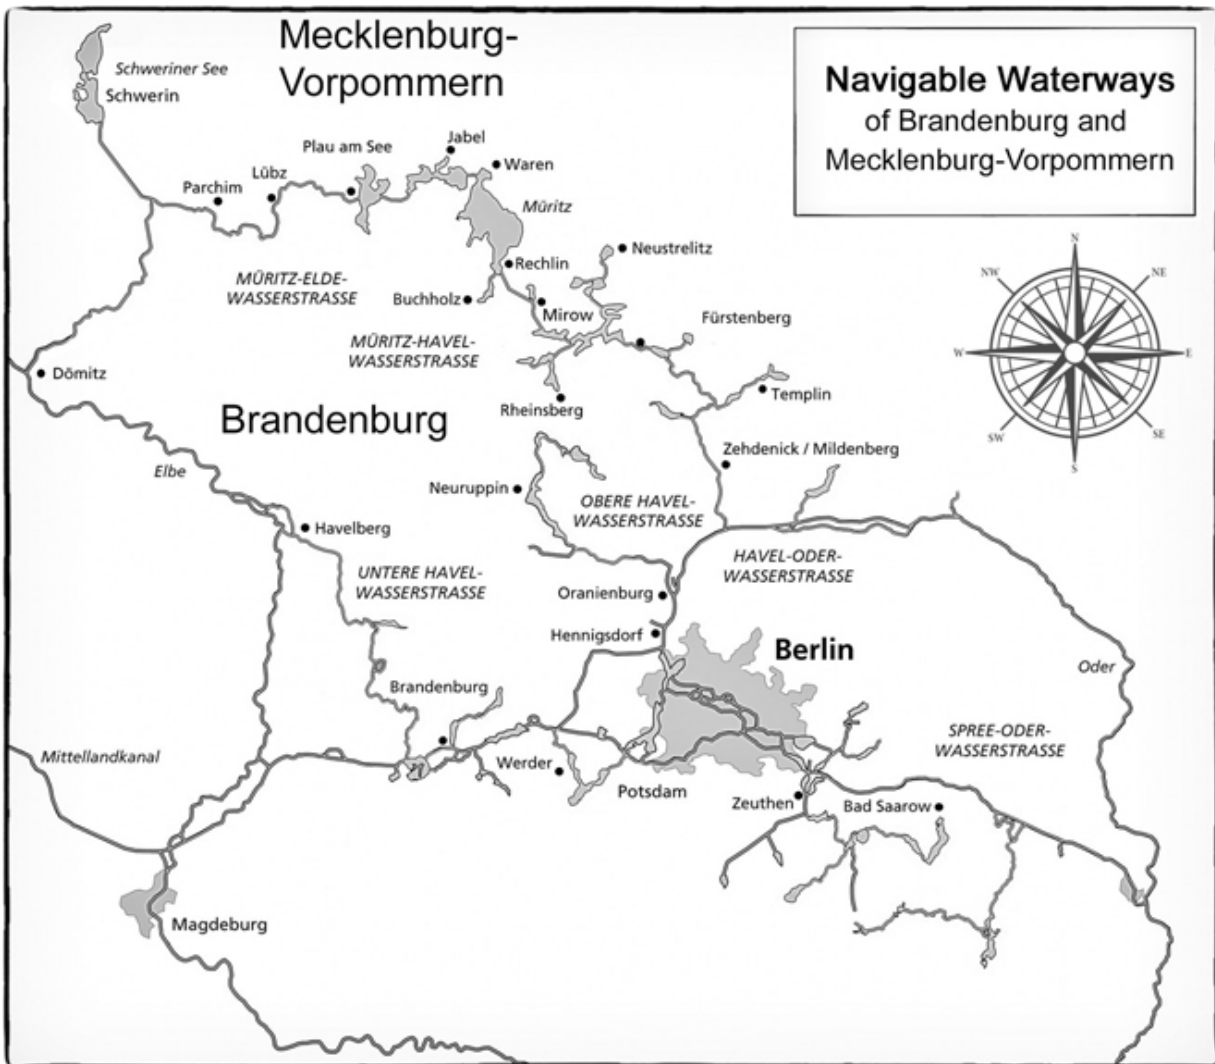 Mecklenburg-
Vorpommern
Navigable Waterways
of Brandenburg and
Mecklenburg-Vorpommern
Schweriner See
Schwerin
Plau am See
Jabel
Waren
Lübz
Parchim
Müritz
N
NW
NE
W
E
SW
SE
S
Neustrelitz
Rechlin
MÜRITZ-ELDE-
WASSERSTRASSE
Buchholz
Mirow
Fürstenberg
MÜRITZ-HAVEL-
WASSERSTRASSE
Dömitz
Templin
Rheinsberg
Brandenburg
Zehdenick / Mildenberg
Elbe
Neuruppin
OBERE HAVEL-
WASSERSTRASSE
Havelberg
HAVEL-ODER-
WASSERSTRASSE
UNTERE HAVEL-
WASSERSTRASSE
Oranienburg
Hennigsdorf
Berlin
Oder
Brandenburg
SPREE-ODER-
WASSERSTRASSE
Mittellandkanal
Werder
Potsdam
Zeuthen
Bad Saarow
Magdeburg